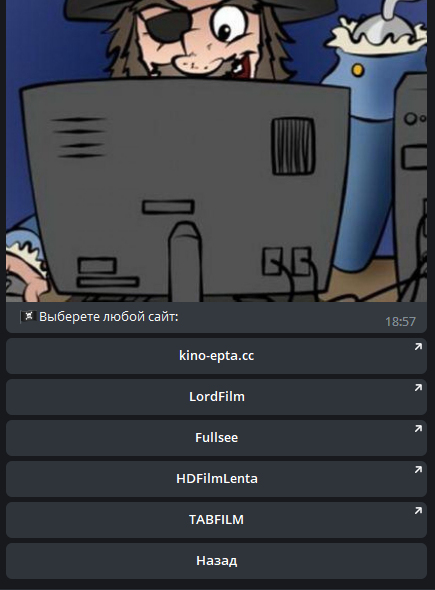 Выберете любой сайт:
18:57
kino-epta.cc
LordFilm
Fullsee
HDFilmLenta
TABFILM
Назад